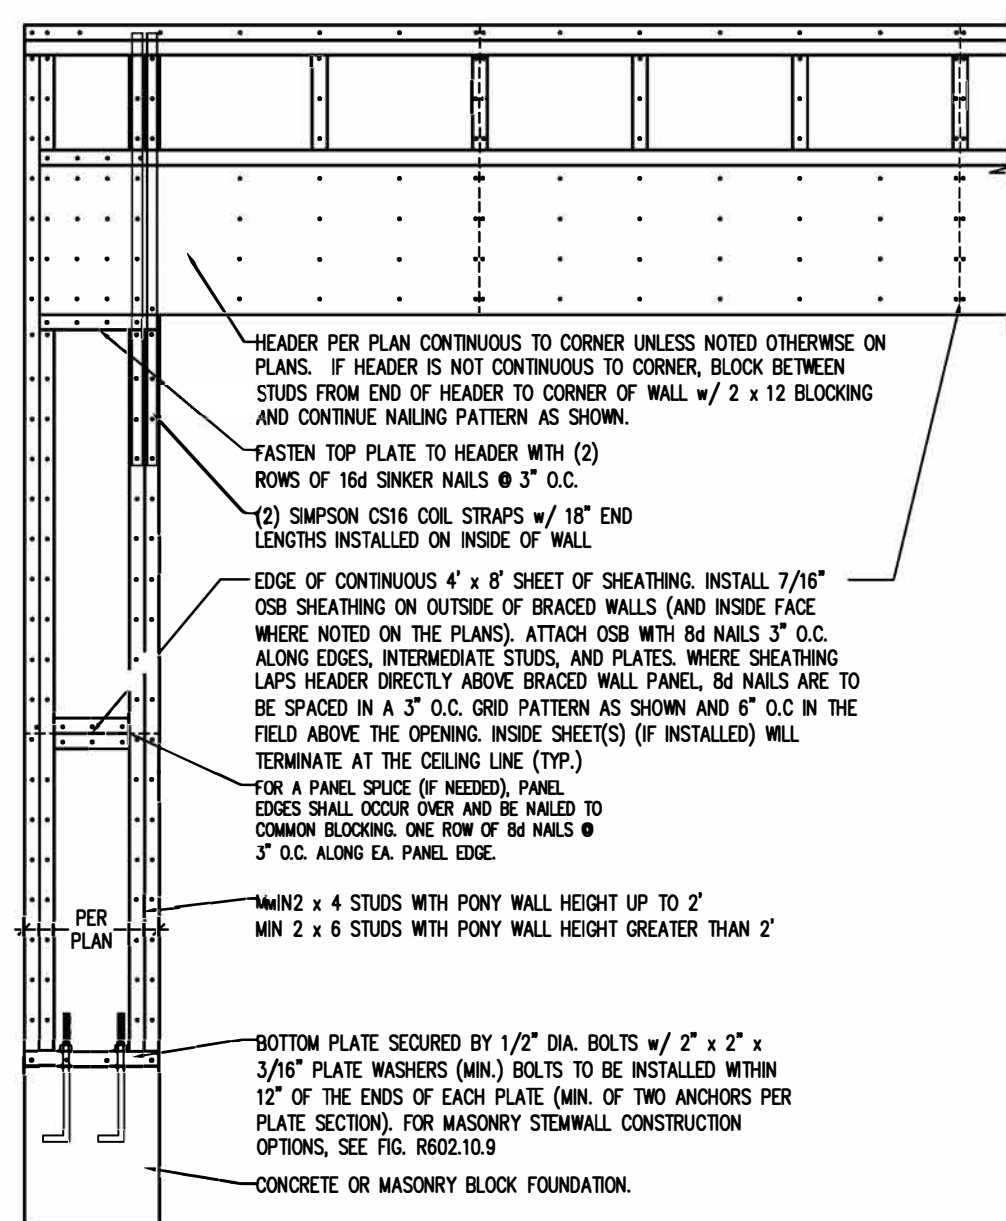 HEADER PER PLAN CONTINUOUS TO CORNER UNLESS NOTED OTHERWISE ON
PLANS. IF HEADER IS NOT CONTINUOUS TO CORNER, BLOCK BETWEEN
STUDS FROM END OF HEADER TO CORNER OF WALL w/ 2 x 12 BLOCKING
AND CONTINUE NAILING PATTERN AS SHOWN.
FASTEN TOP PLATE TO HEADER WITH (2)
ROWS OF 16d SINKER NAILS @ 3" O.C.
(2) SIMPSON CS16 COIL STRAPS w/ 18" END
LENGTHS INSTALLED ON INSIDE OF WALL
EDGE OF CONTINUOUS 4' x 8' SHEET OF SHEATHING. INSTALL 7/16"
OSB SHEATHING ON OUTSIDE OF BRACED WALLS (AND INSIDE FACE
WHERE NOTED ON THE PLANS). ATTACH OSB WITH 8d NAILS 3" O.C.
ALONG EDGES, INTERMEDIATE STUDS, AND PLATES. WHERE SHEATHING
LAPS HEADER DIRECTLY ABOVE BRACED WALL PANEL, 8d NAILS ARE TO
BE SPACED IN A 3" O.C. GRID PATTERN AS SHOWN AND 6" O.C IN THE
FIELD ABOVE THE OPENING. INSIDE SHEET(S) (IF INSTALLED) WILL
TERMINATE AT THE CEILING LINE (TYP.)
FOR A PANEL SPLICE (IF NEEDED), PANEL
EDGES SHALL OCCUR OVER AND BE NAILED TO
COMMON BLOCKING. ONE ROW OF 8d NAILS @
3" O.C. ALONG EA. PANEL EDGE.
MIN2 x 4 STUDS WITH PONY WALL HEIGHT UP TO 2'
MIN 2 x 6 STUDS WITH PONY WALL HEIGHT GREATER THAN 2'
PER
PLAN
BOTTOM PLATE SECURED BY 1/2" DIA. BOLTS w/ 2" x 2" x
3/16" PLATE WASHERS (MIN.) BOLTS TO BE INSTALLED WITHIN
12" OF THE ENDS OF EACH PLATE (MIN. OF TWO ANCHORS PER
PLATE SECTION). FOR MASONRY STEMWALL CONSTRUCTION
OPTIONS, SEE FIG. R602.10.9
CONCRETE OR MASONRY BLOCK FOUNDATION.